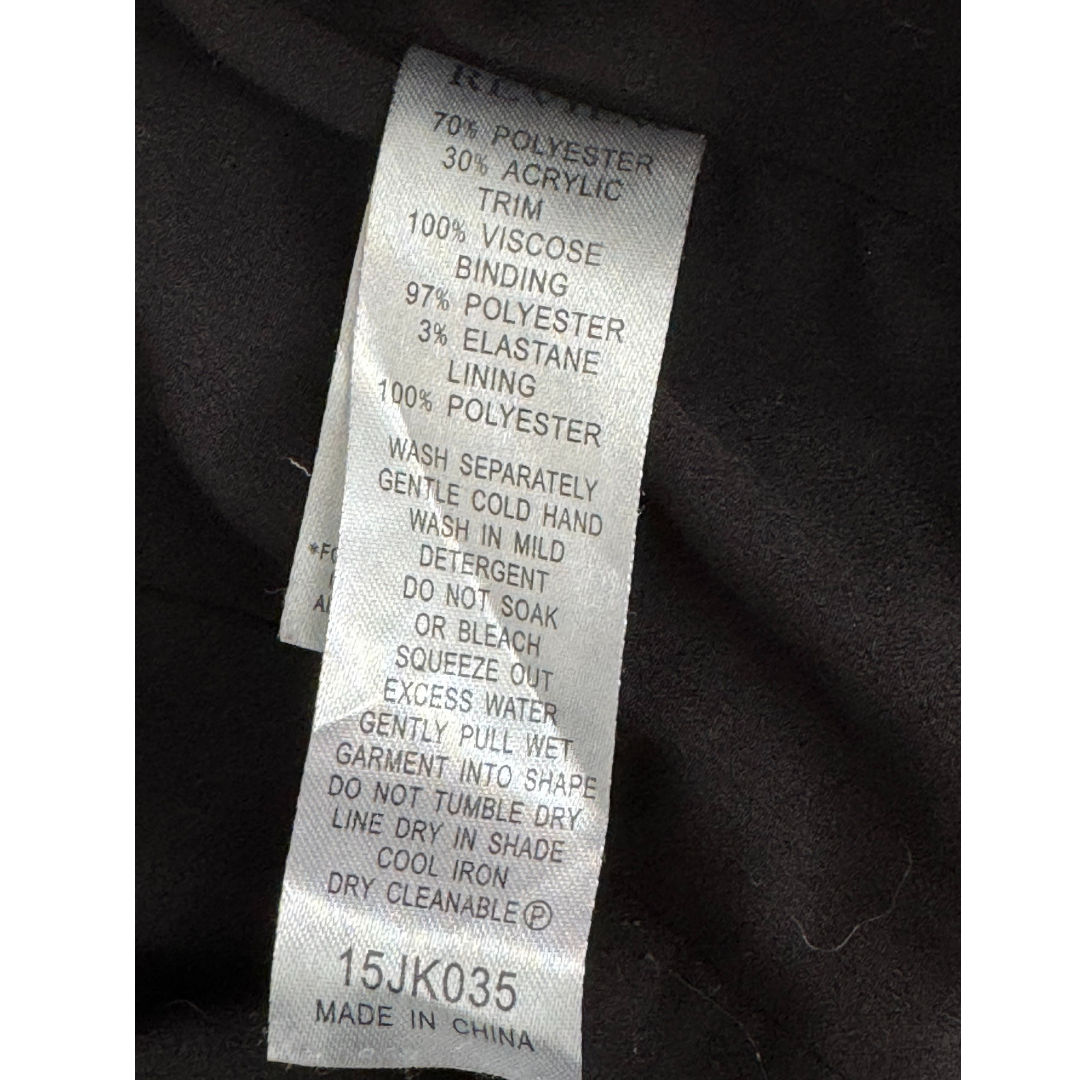 REVIEW
70% POLYESTER
30% ACRYLIC
TRIM
100% VISCOSE
BINDING
97% POLYESTER
3% ELASTANE
LINING
100% POLYESTER
WASH SEPARATELY
GENTLE COLD HAND
WASH IN MILD
DETERGENT
DO NOT SOAK
OR BLEACH
SQUEEZE OUT
EXCESS WATER
GENTLY PULL WET
GARMENT INTO SHAPE
DO NOT TUMBLE DRY
LINE DRY IN SHADE
COOL IRON
DRY CLEANABLE Ⓟ
15JK035
MADE IN CHINA